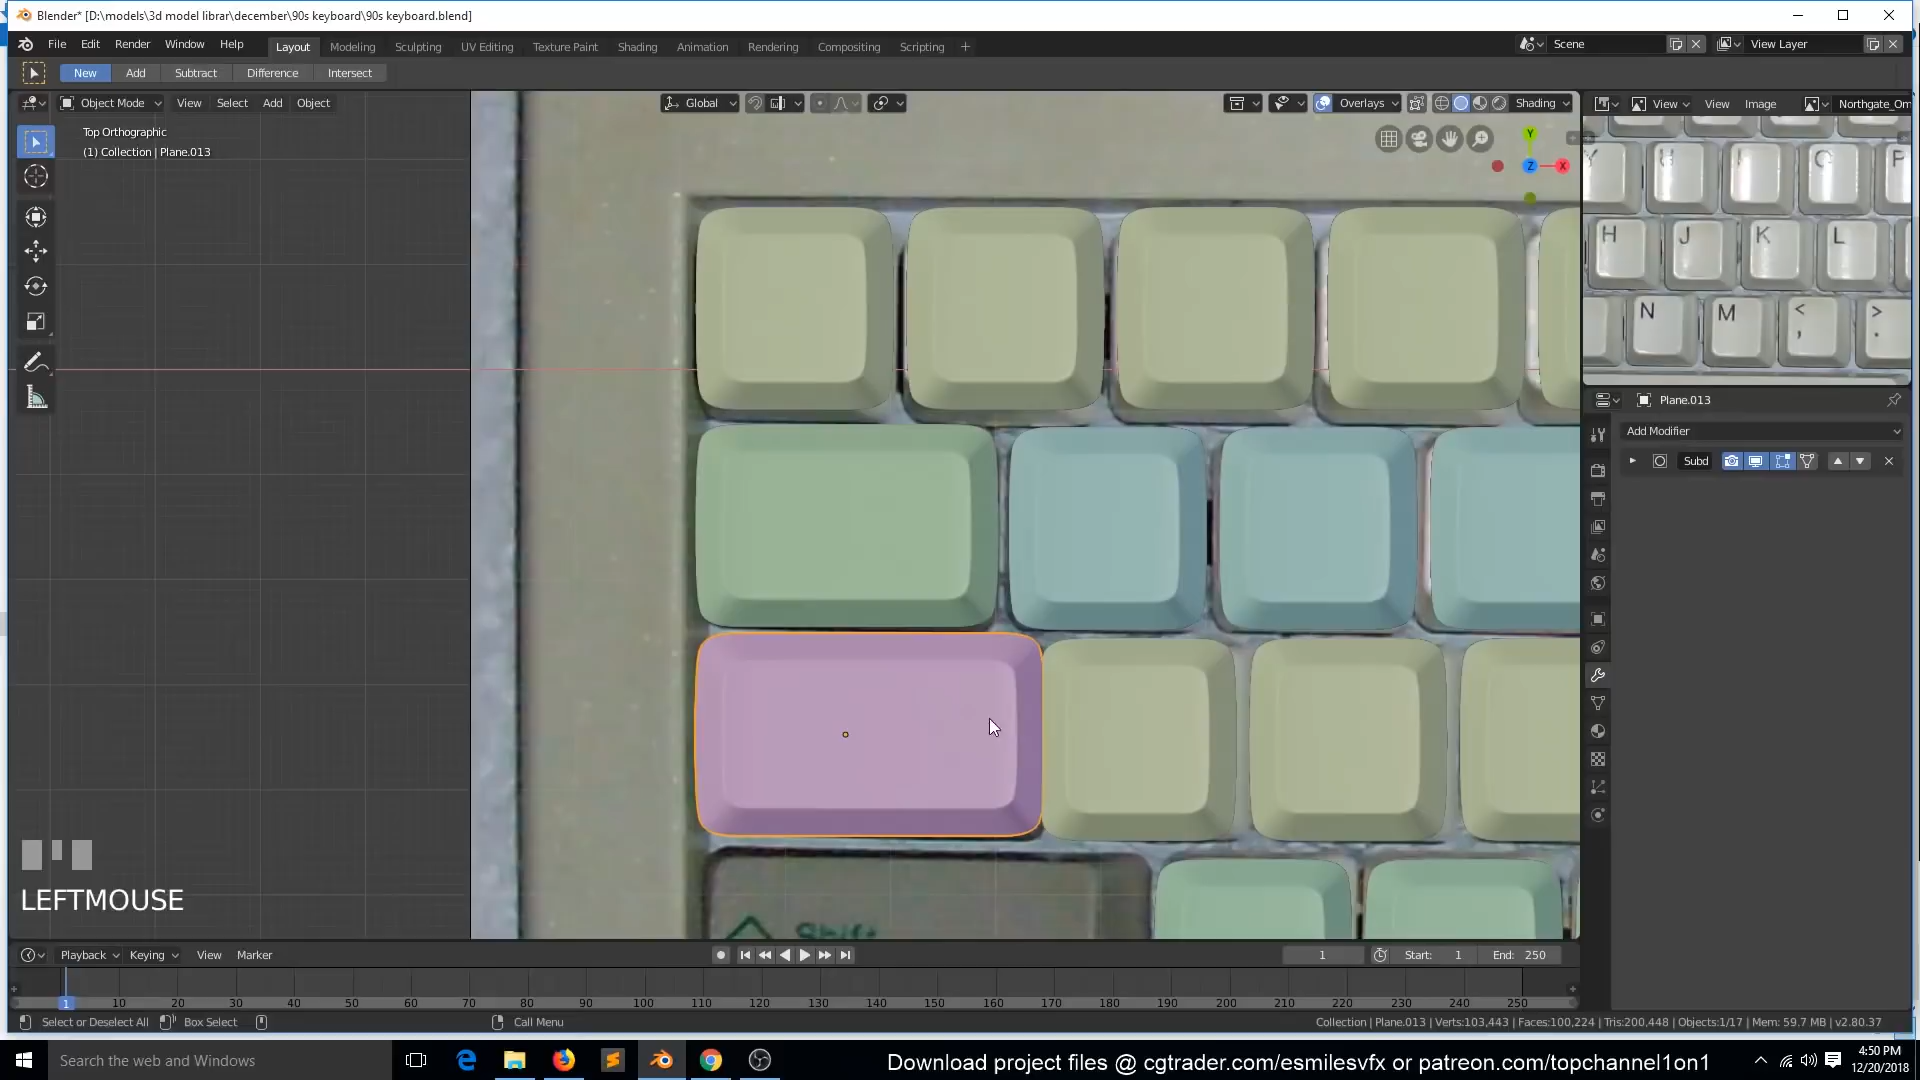 Blender* [D:\models\3d model librar\december\90s keyboard\90s keyboard.blend]
File Edit Render Window Help Layout Modeling Sculpting UV Editing Texture Paint Shading Animation Rendering Compositing Scripting + Scene View Layer
New Add Subtract Difference Intersect
Object Mode View Select Add Object Global Overlays Shading View View Image Northgate_Om
Top Orthographic
(1) Collection | Plane.013
Y
Z X
O P
H J K L
N M < ,
> .
Plane.013
Add Modifier
Subd
Shift
LEFTMOUSE
Playback Keying View Marker 1 Start: 1 End: 250
1 10 20 30 40 50 60 70 80 90 100 110 120 130 140 150 160 170 180 190 200 210 220 230 240 250
Select or Deselect All Box Select Call Menu Collection | Plane.013 | Verts:103,443 | Faces:100,224 | Tris:200,448 | Objects:1/17 | Mem: 59.7 MB | v2.80.37
Search the web and Windows
Download project files @ cgtrader.com/esmilesvfx or patreon.com/topchannel1on1
4:50 PM
12/20/2018